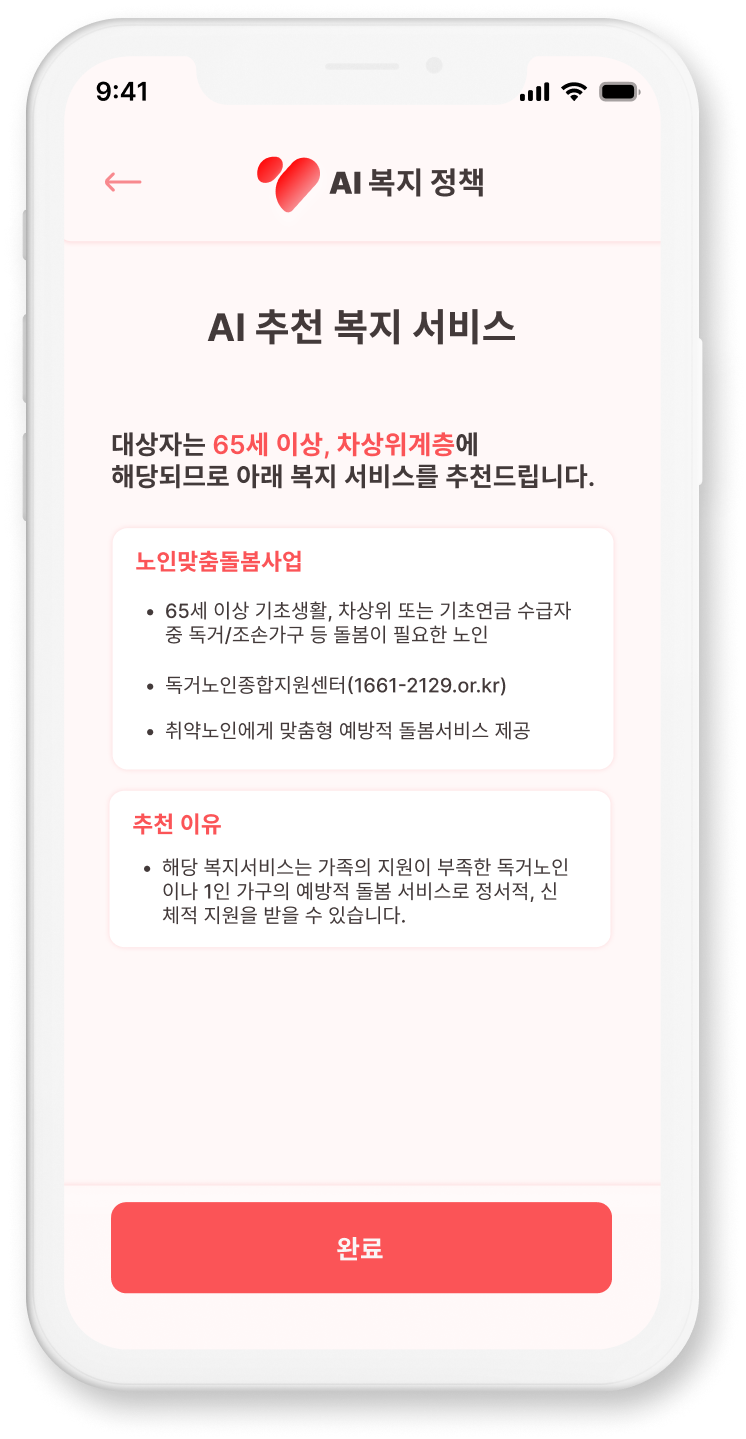 9:41
AI 복지 정책
AI 추천 복지 서비스
대상자는 65세 이상, 차상위계층에
해당되므로 아래 복지 서비스를 추천드립니다.
노인맞춤돌봄사업
• 65세 이상 기초생활, 차상위 또는 기초연금 수급자
중 독거/조손가구 등 돌봄이 필요한 노인
• 독거노인종합지원센터(1661-2129.or.kr)
• 취약노인에게 맞춤형 예방적 돌봄서비스 제공
추천 이유
• 해당 복지서비스는 가족의 지원이 부족한 독거노인
이나 1인 가구의 예방적 돌봄 서비스로 정서적, 신
체적 지원을 받을 수 있습니다.
완료